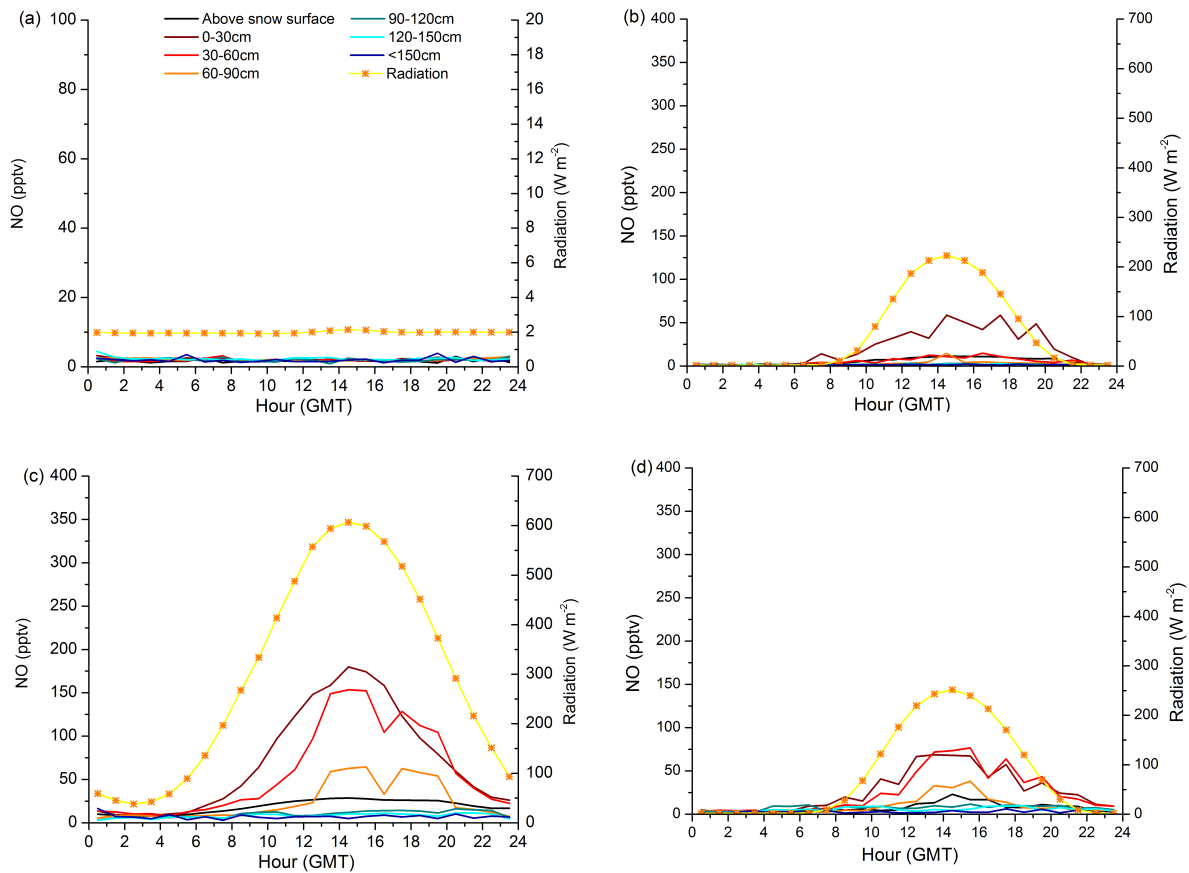 (a)
Above snow surface
0-30cm
30-60cm
60-90cm
90-120cm
120-150cm
<150cm
Radiation
100
80
60
40
20
0
NO (pptv)
20
18
16
14
12
10
8
6
4
2
0
Radiation (W m-2)
0 2 4 6 8 10 12 14 16 18 20 22 24
Hour (GMT)
(b)
400
350
300
250
200
150
100
50
0
NO (pptv)
700
600
500
400
300
200
100
0
Radiation (W m-2)
0 2 4 6 8 10 12 14 16 18 20 22 24
Hour (GMT)
(c)
400
350
300
250
200
150
100
50
0
NO (pptv)
700
600
500
400
300
200
100
0
Radiation (W m-2)
0 2 4 6 8 10 12 14 16 18 20 22 24
Hour (GMT)
(d)
400
350
300
250
200
150
100
50
0
NO (pptv)
700
600
500
400
300
200
100
0
Radiation (W m-2)
0 2 4 6 8 10 12 14 16 18 20 22 24
Hour (GMT)